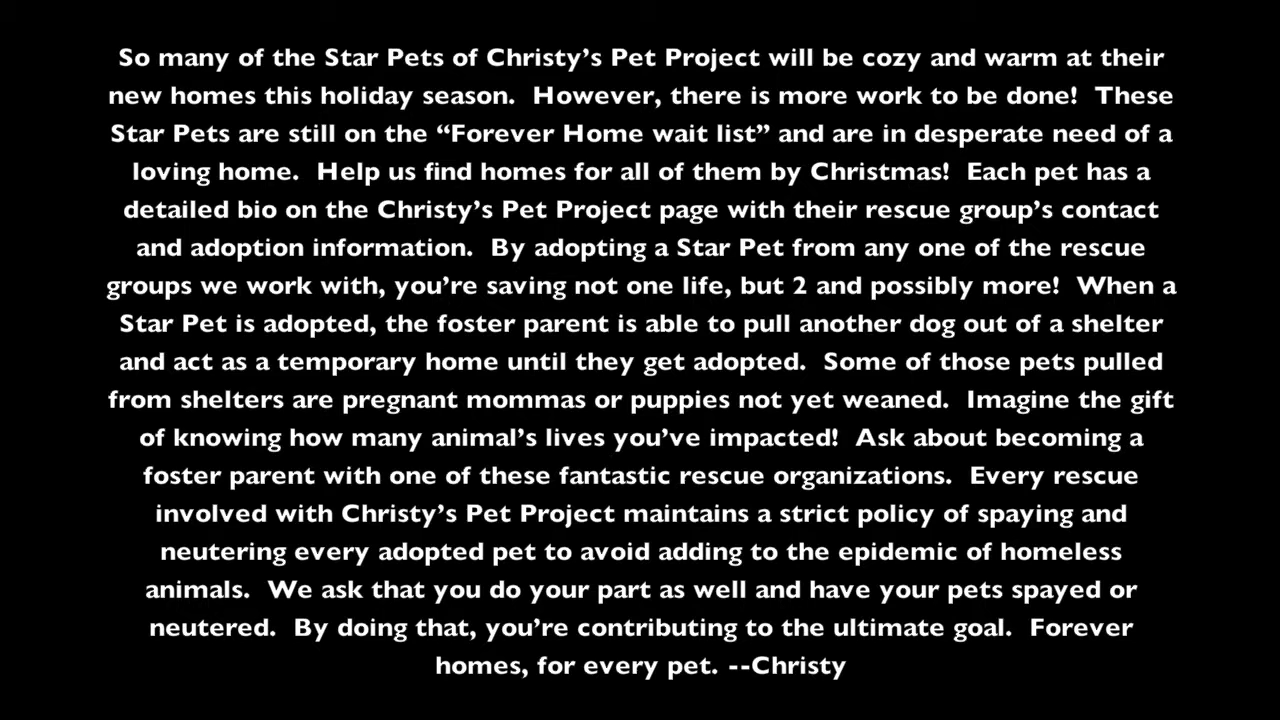 So many of the Star Pets of Christy’s Pet Project will be cozy and warm at their
new homes this holiday season.  However, there is more work to be done!  These
Star Pets are still on the “Forever Home wait list” and are in desperate need of a
loving home.  Help us find homes for all of them by Christmas!  Each pet has a
detailed bio on the Christy’s Pet Project page with their rescue group’s contact
and adoption information.  By adopting a Star Pet from any one of the rescue
groups we work with, you’re saving not one life, but 2 and possibly more!  When a
Star Pet is adopted, the foster parent is able to pull another dog out of a shelter
and act as a temporary home until they get adopted.  Some of those pets pulled
from shelters are pregnant mommas or puppies not yet weaned.  Imagine the gift
of knowing how many animal’s lives you’ve impacted!  Ask about becoming a
foster parent with one of these fantastic rescue organizations.  Every rescue
involved with Christy’s Pet Project maintains a strict policy of spaying and
neutering every adopted pet to avoid adding to the epidemic of homeless
animals.  We ask that you do your part as well and have your pets spayed or
neutered.  By doing that, you’re contributing to the ultimate goal.  Forever
homes, for every pet. --Christy